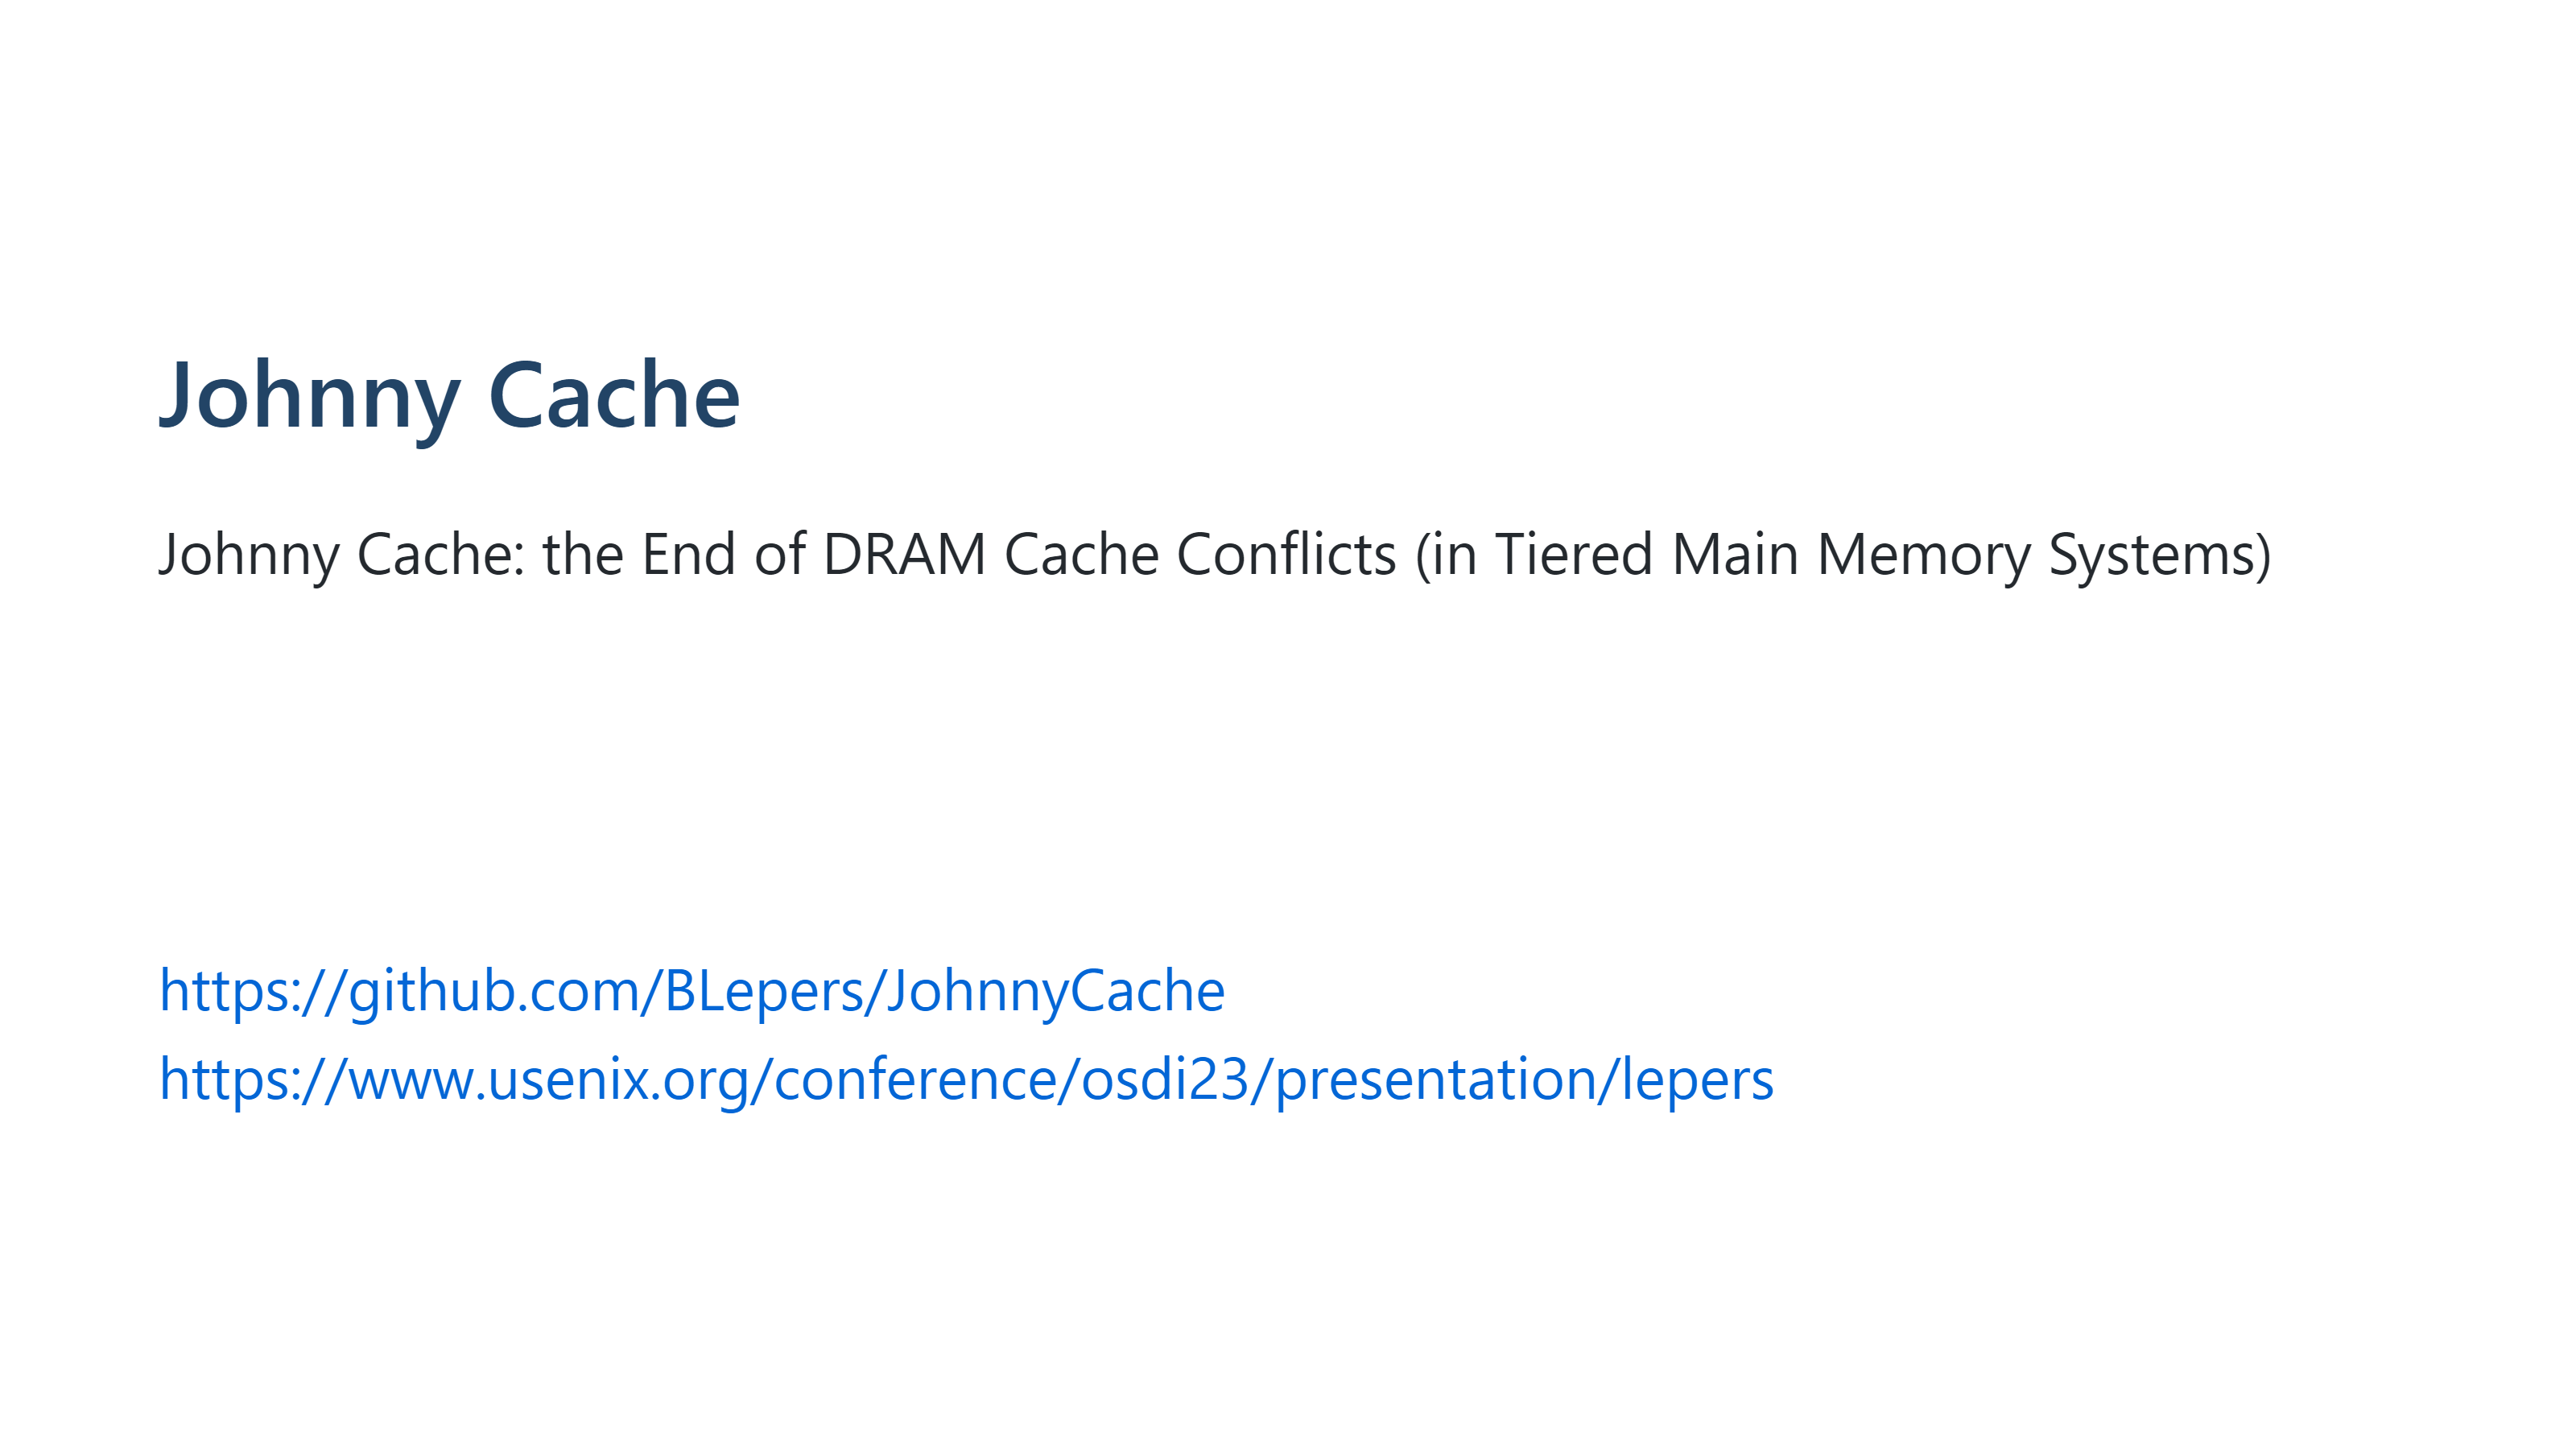 Johnny Cache
Johnny Cache: the End of DRAM Cache Conflicts (in Tiered Main Memory Systems)
https://github.com/BLepers/JohnnyCache
https://www.usenix.org/conference/osdi23/presentation/lepers